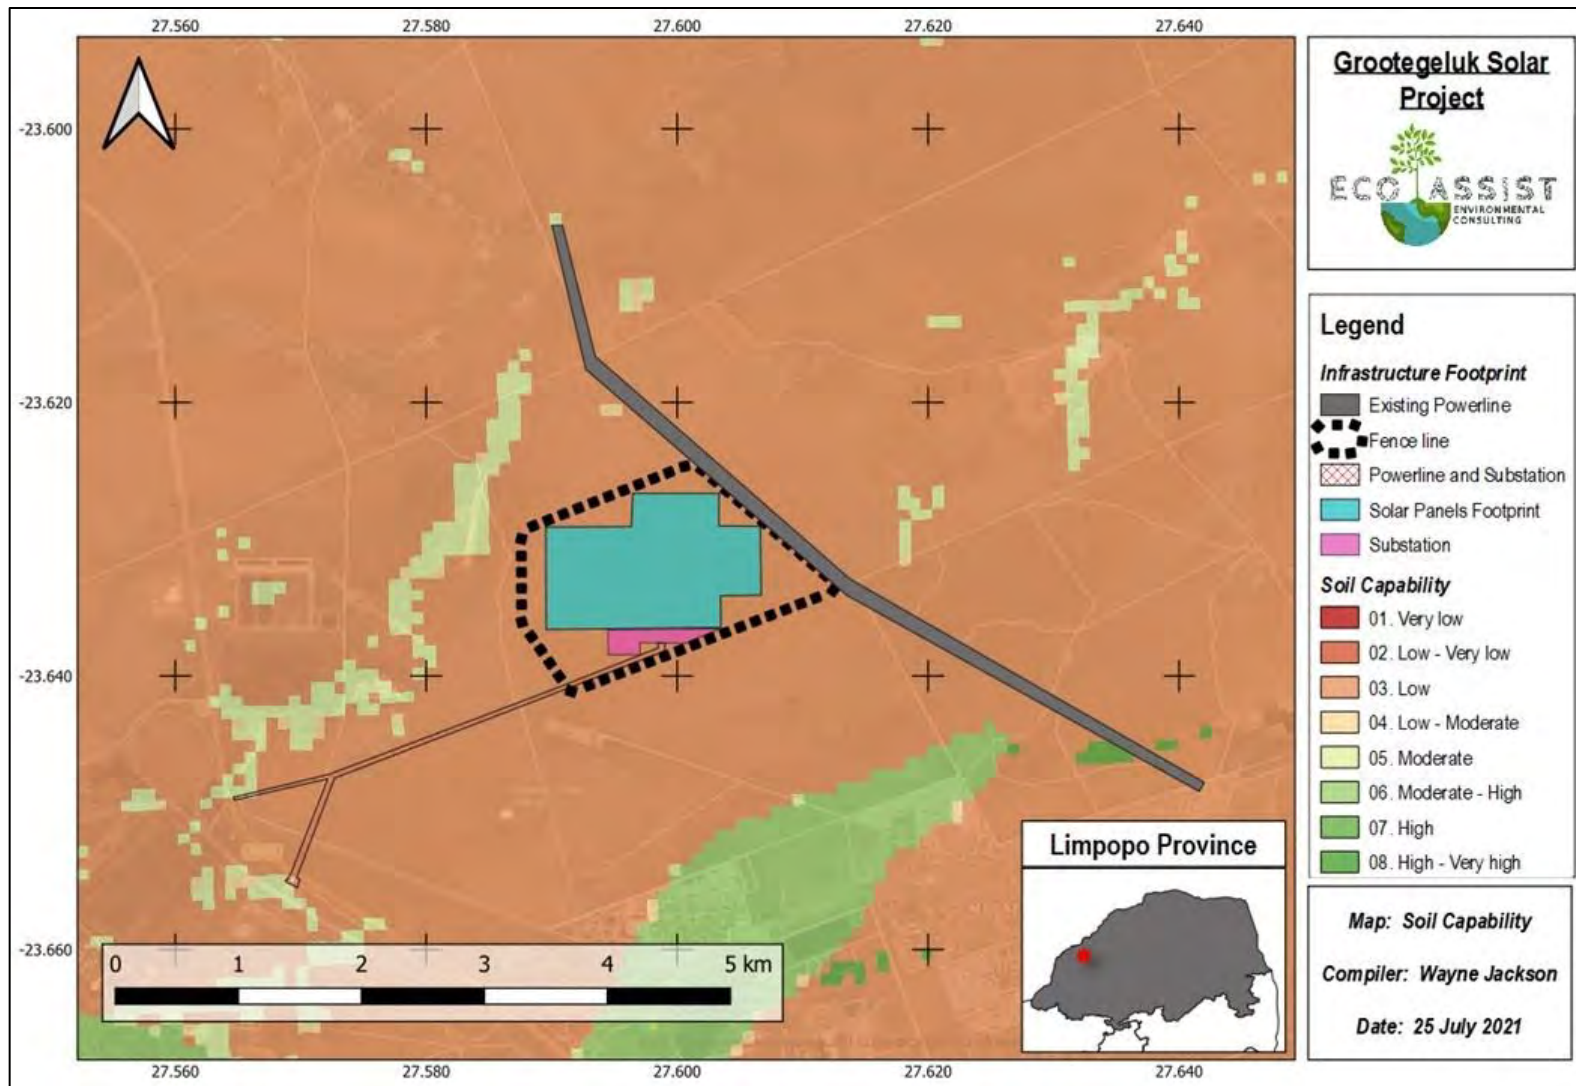 27.560 27.580 27.600 27.620 27.640
-23.600
-23.620
-23.640
-23.660
0 1 2 3 4 5 km
27.560 27.580 27.600 27.620 27.640
Limpopo Province
Grootegeluk Solar
Project
ECO ASSIST
ENVIRONMENTAL
CONSULTING
Legend
Infrastructure Footprint
Existing Powerline
Fence line
Powerline and Substation
Solar Panels Footprint
Substation
Soil Capability
01. Very low
02. Low - Very low
03. Low
04. Low - Moderate
05. Moderate
06. Moderate - High
07. High
08. High - Very high
Map: Soil Capability
Compiler: Wayne Jackson
Date: 25 July 2021